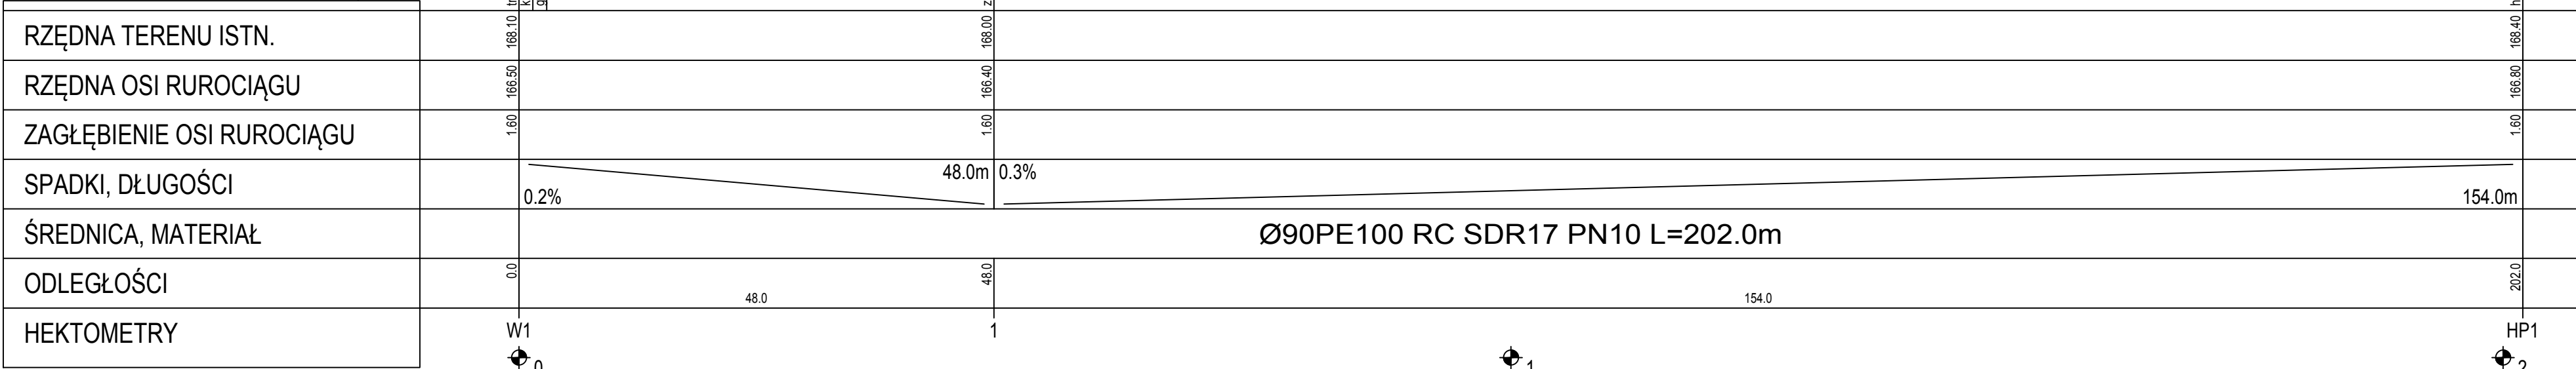 RZĘDNA TERENU ISTN. 168.10 168.00 168.40
RZĘDNA OSI RUROCIĄGU 166.50 166.40 166.80
ZAGŁĘBIENIE OSI RUROCIĄGU 1.60 1.60 1.60
SPADKI, DŁUGOŚCI 0.2% 48.0m 0.3% 154.0m
ŚREDNICA, MATERIAŁ Ø90PE100 RC SDR17 PN10 L=202.0m
ODLEGŁOŚCI 0.0 48.0 48.0 154.0 202.0
HEKTOMETRY W1 1 HP1
0 1 2